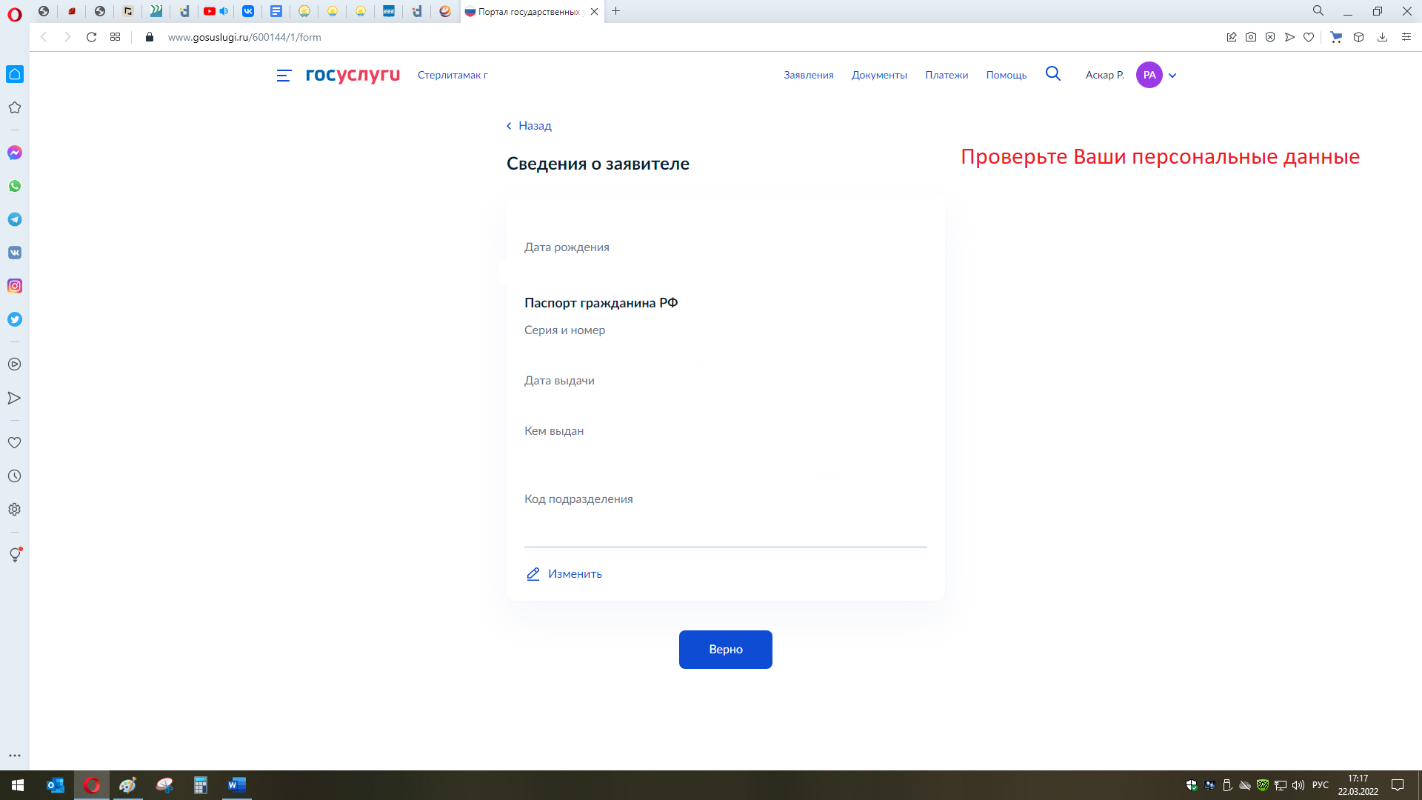 Портал государственных у
www.gosuslugi.ru/600144/1/form
госуслуги
Стерлитамак г
Заявления
Документы
Платежи
Помощь
Аскар Р.
РА
Назад
Сведения о заявителе
Проверьте Ваши персональные данные
Дата рождения
Паспорт гражданина РФ
Серия и номер
Дата выдачи
Кем выдан
Код подразделения
Изменить
Верно
РУС
17:17
22.03.2022